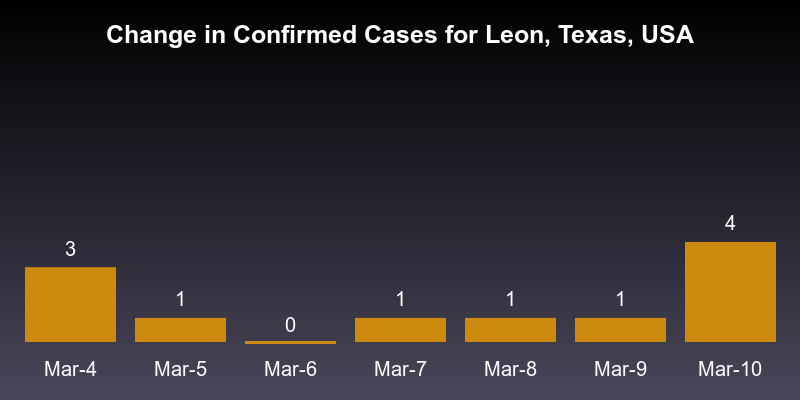 Change in Confirmed Cases for Leon, Texas, USA
3
1
0
1
1
1
4
Mar-4
Mar-5
Mar-6
Mar-7
Mar-8
Mar-9
Mar-10